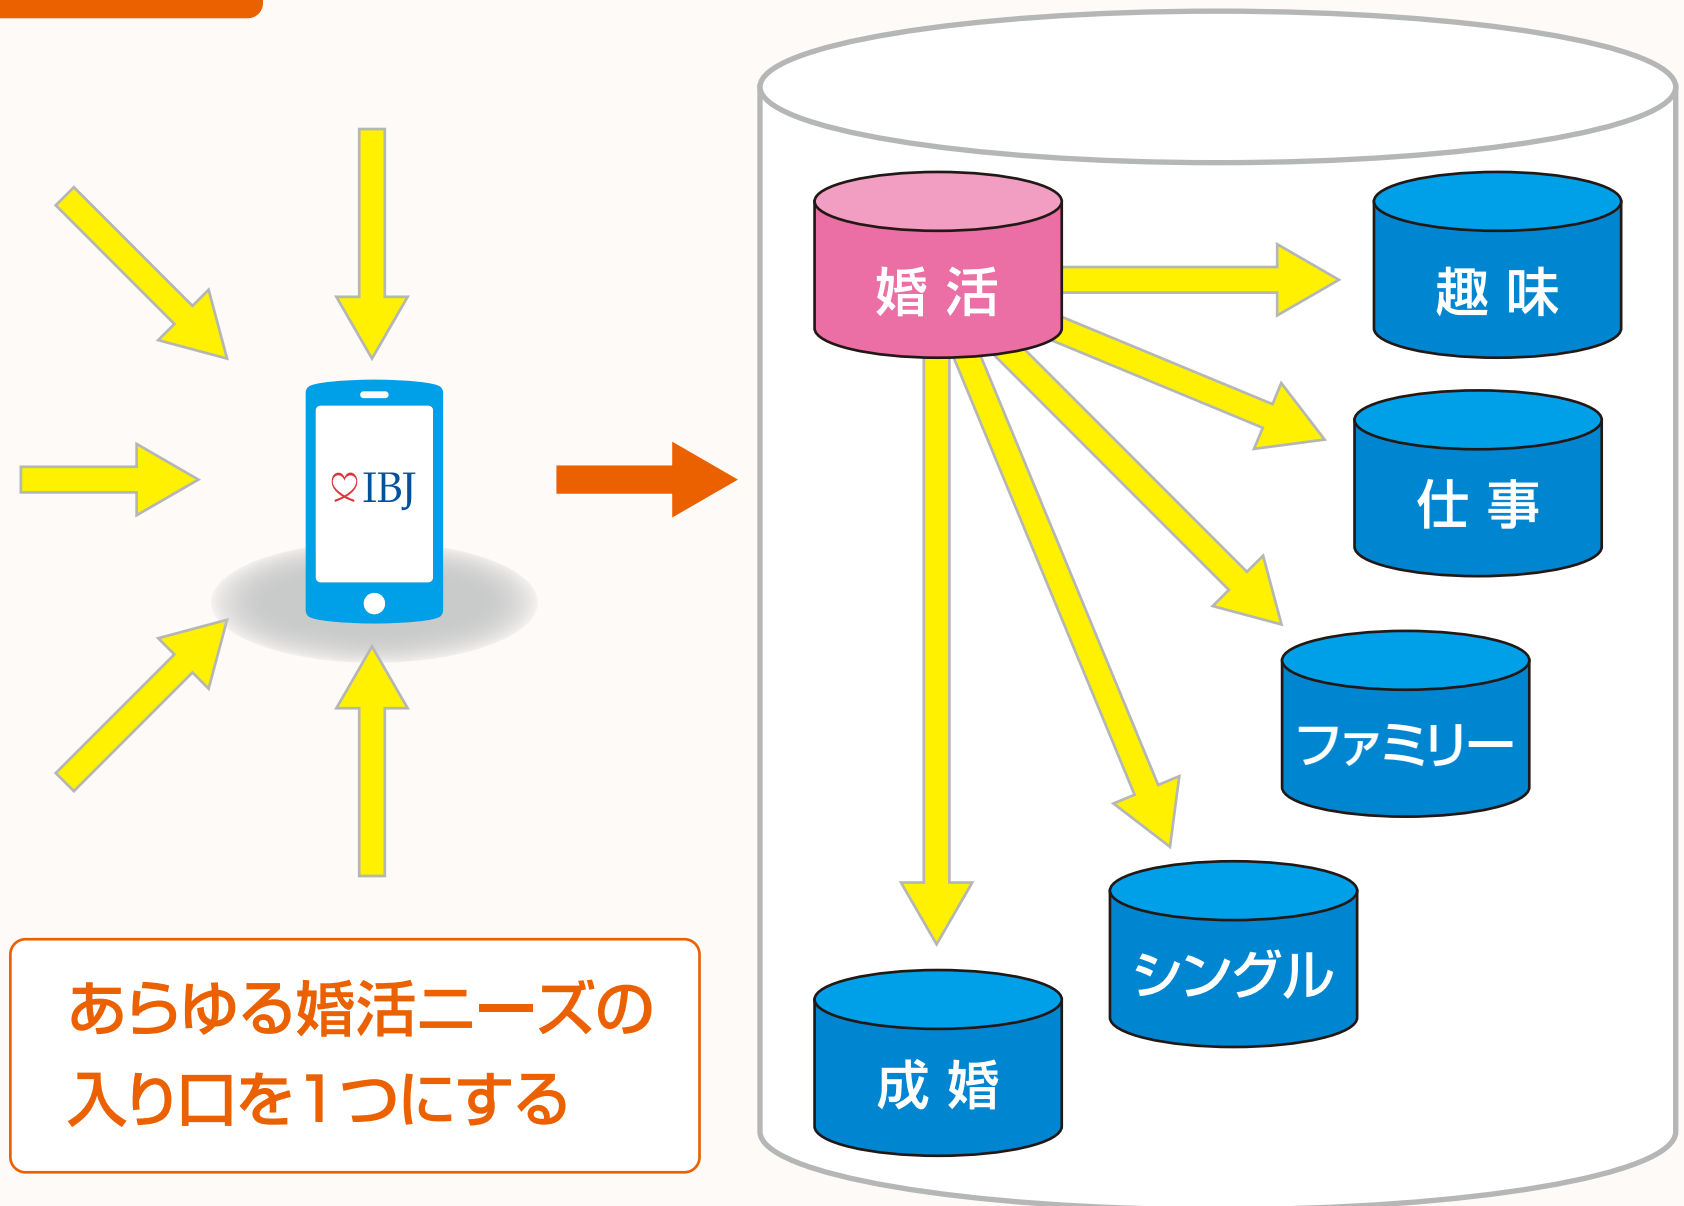 IBJ
婚活
趣味
仕事
ファミリー
シングル
成婚
あらゆる婚活ニーズの
入り口を1つにする